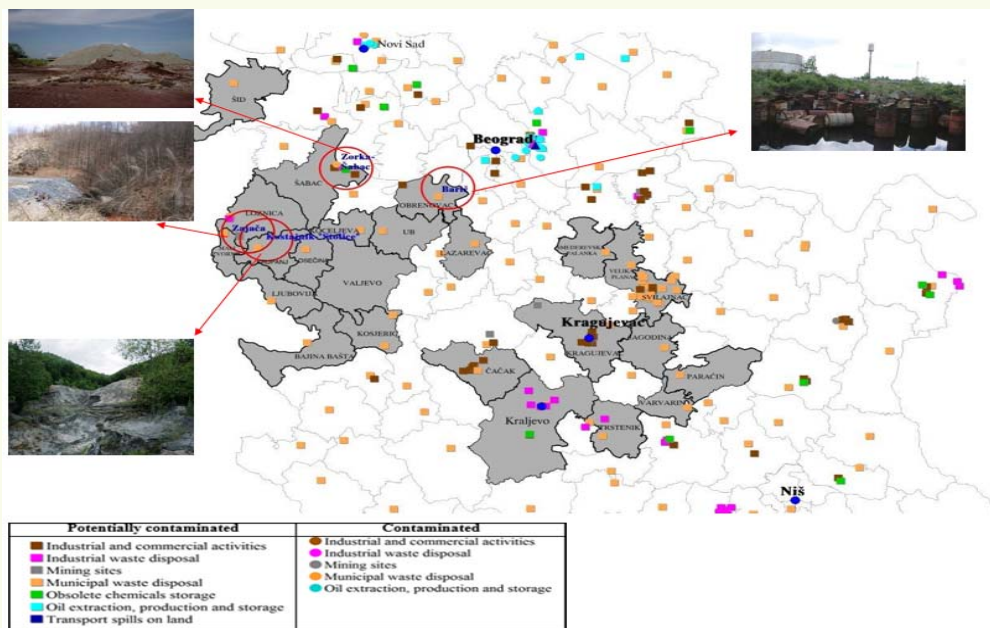 Novi Sad
ŠID
Beograd
Zorka-
Šabac
ŠABAC
Barič
OBRENOVAC
LOZNICA
Zajača
Kostajnik "Stolice"
KOCELJEVA
UB
KRUPANJ
OSEČINA
LAZAREVAC
SMEDEREVSKA
PALANKA
VELIKA
PLANA
LJUBOVIJA
VALJEVO
SVILAJNAC
KOSJERIĆ
Kragujevac
BAJINA BAŠTA
KRAGUJEVAC
JAGODINA
ČAČAK
PARAĆIN
VARVARIN
Kraljevo
TRSTENIK
Niš
Potentially contaminated
Industrial and commercial activities
Industrial waste disposal
Mining sites
Municipal waste disposal
Obsolete chemicals storage
Oil extraction, production and storage
Transport spills on land
Contaminated
Industrial and commercial activities
Industrial waste disposal
Mining sites
Municipal waste disposal
Oil extraction, production and storage